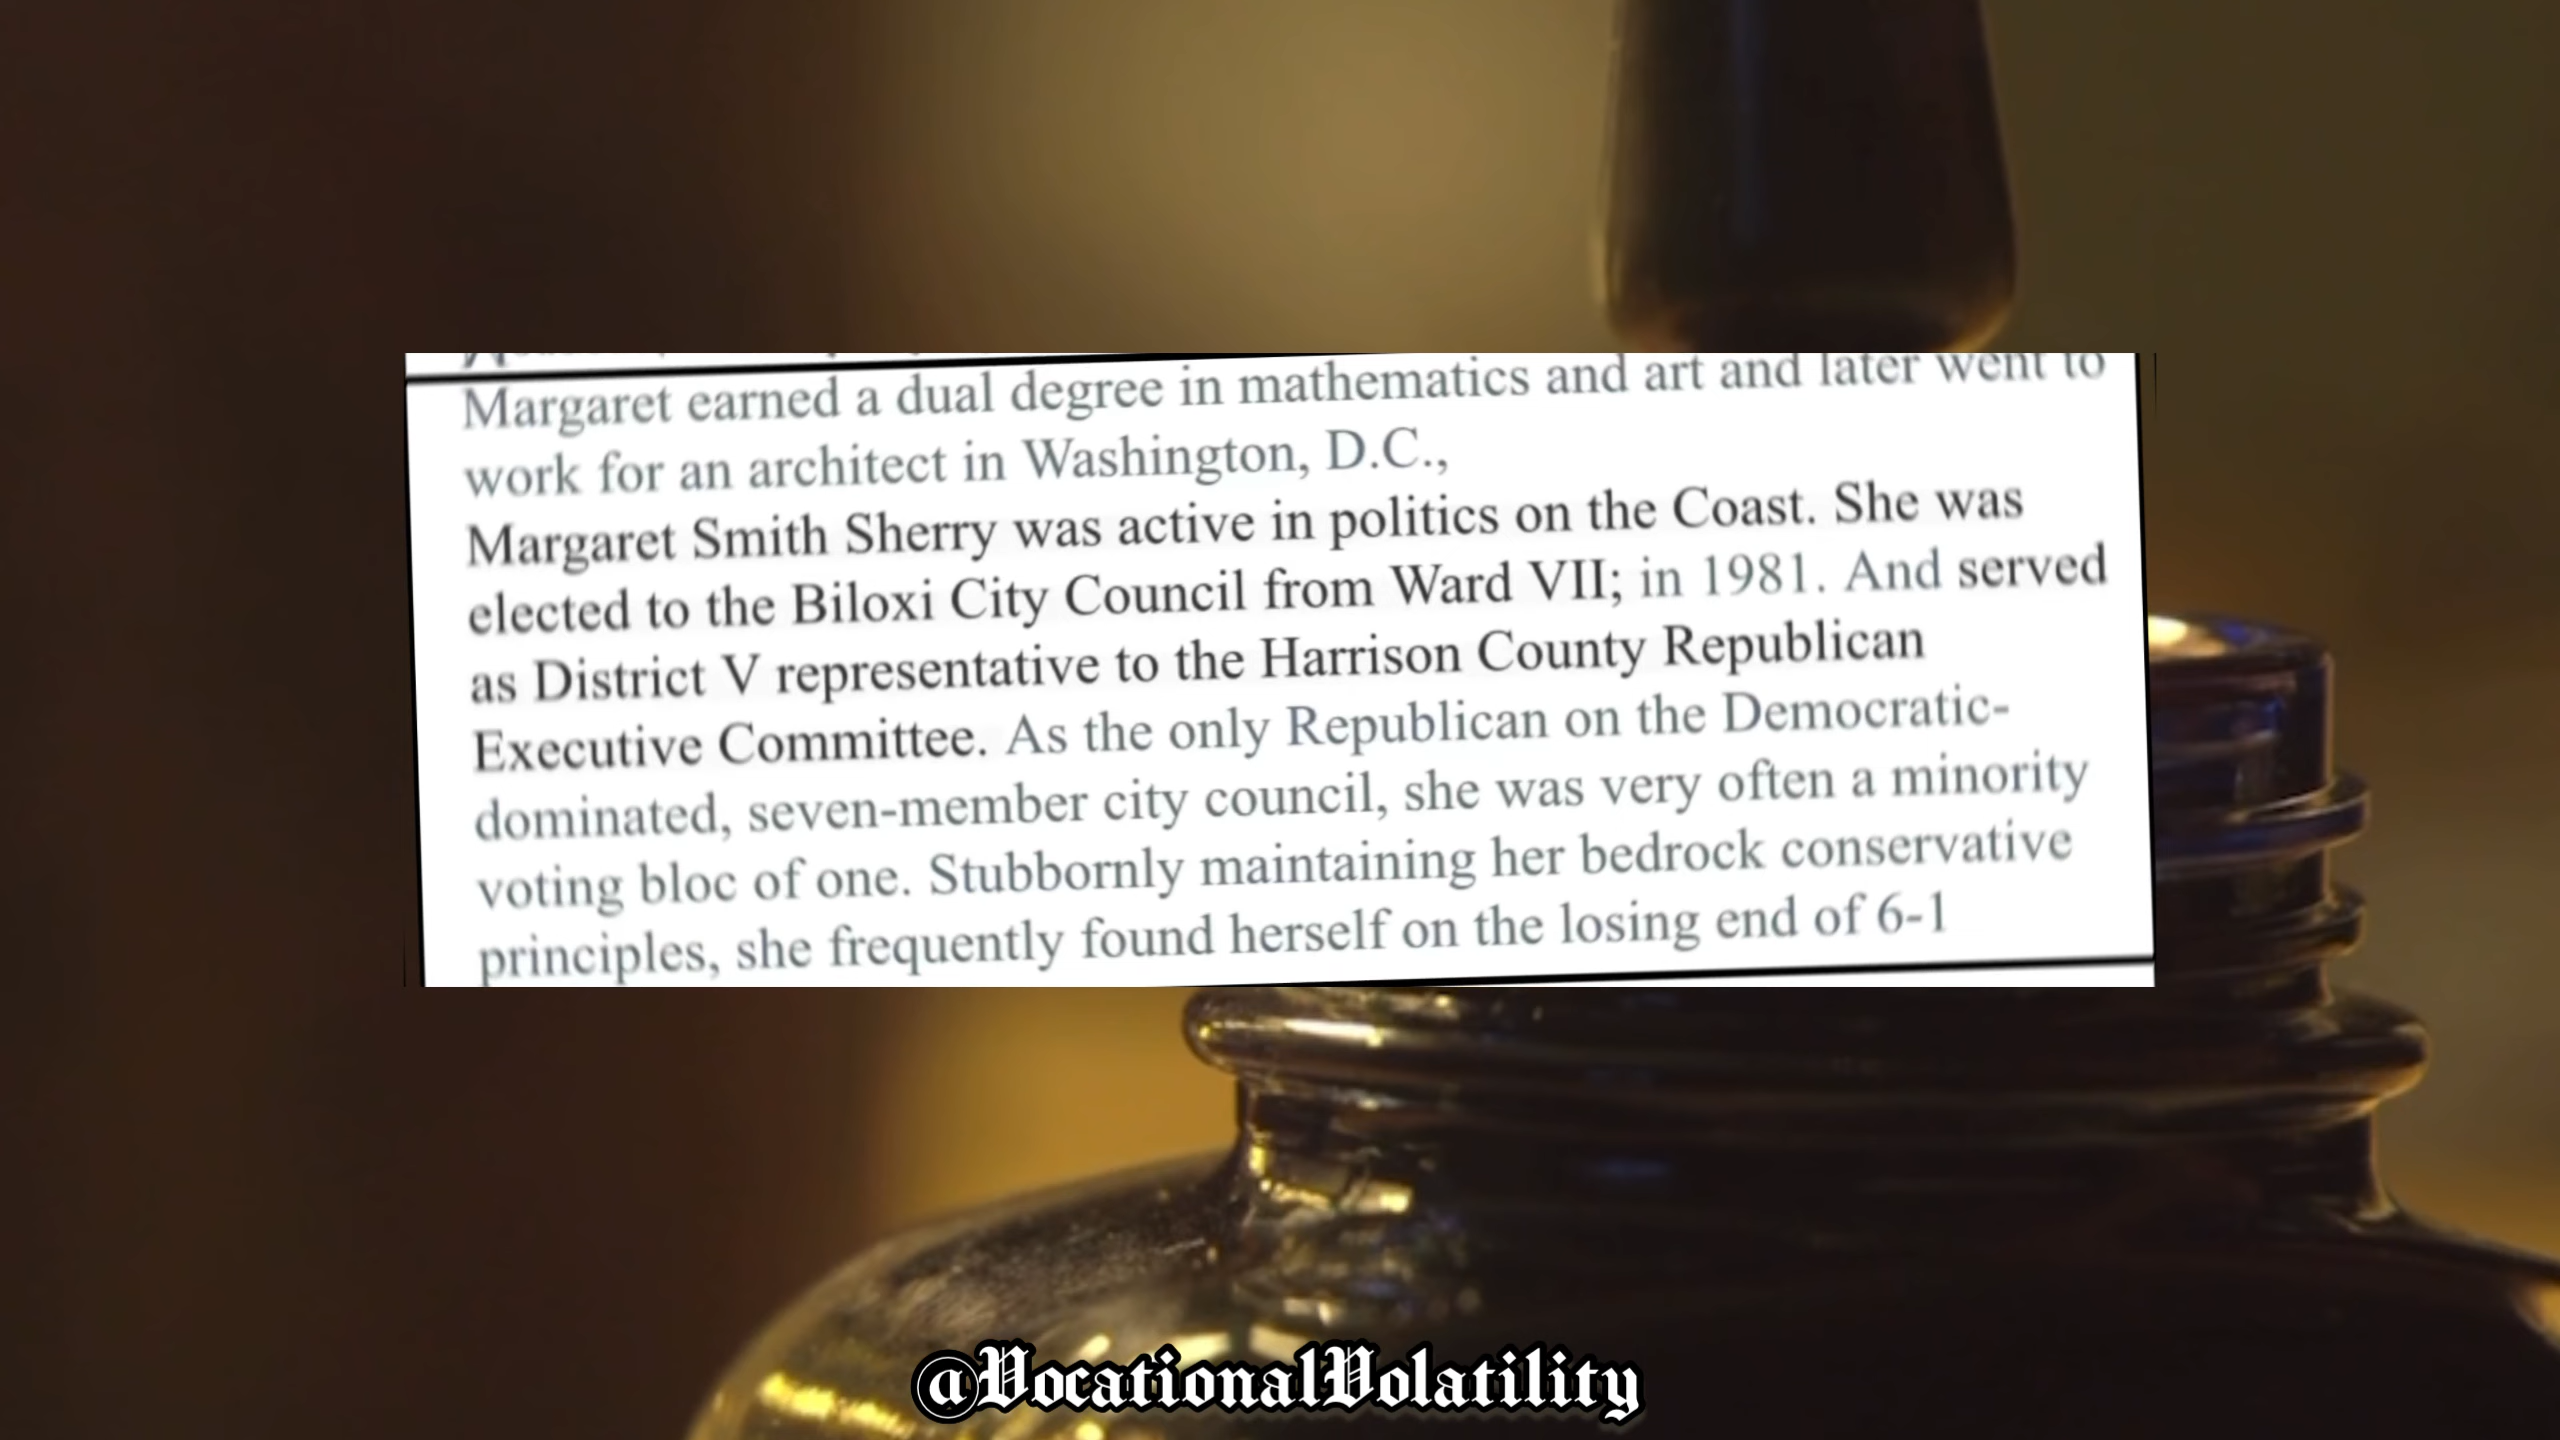 Margaret earned a dual degree in mathematics and art and later went to
work for an architect in Washington, D.C.,
Margaret Smith Sherry was active in politics on the Coast. She was
elected to the Biloxi City Council from Ward VII; in 1981. And served
as District V representative to the Harrison County Republican
Executive Committee. As the only Republican on the Democratic-
dominated, seven-member city council, she was very often a minority
voting bloc of one. Stubbornly maintaining her bedrock conservative
principles, she frequently found herself on the losing end of 6-1
@VocationalVolatility